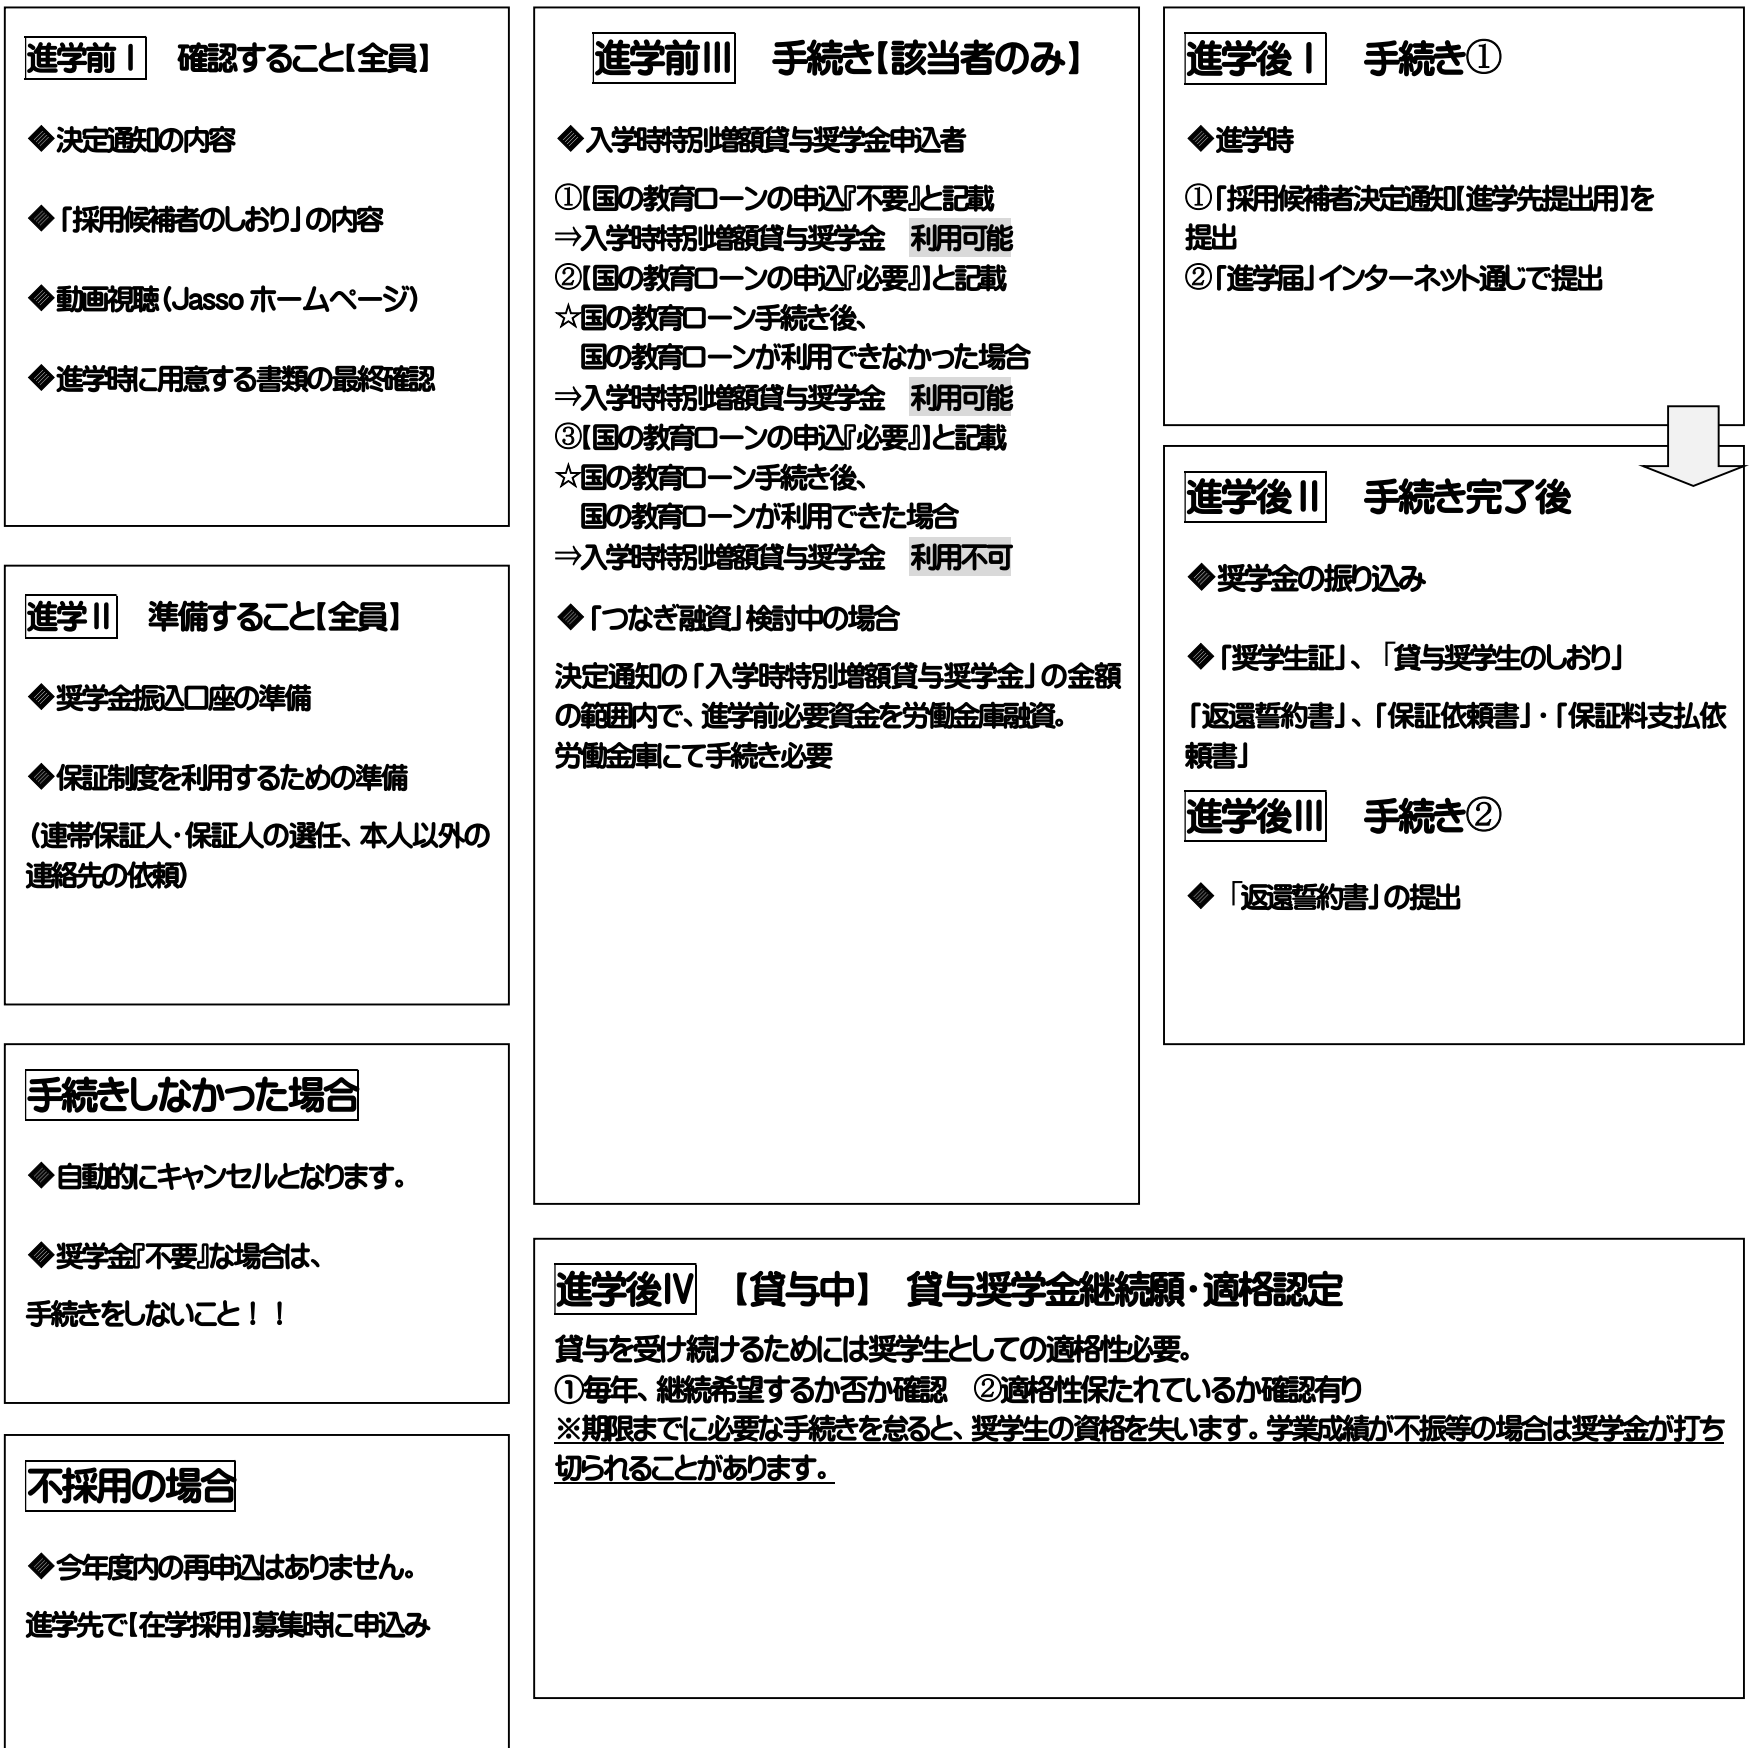 進学前Ⅰ　確認すること【全員】
◆決定通知の内容
◆「採用候補者のしおり」の内容
◆動画視聴（Jasso ホームページ）
◆進学時に用意する書類の最終確認
進学Ⅱ　準備すること【全員】
◆奨学金振込口座の準備
◆保証制度を利用するための準備
（連帯保証人・保証人の選任、本人以外の
連絡先の依頼）
手続きしなかった場合
◆自動的にキャンセルとなります。
◆奨学金『不要』な場合は、
手続きをしないこと！！
不採用の場合
◆今年度内の再申込はありません。
進学先で【在学採用】募集時に申込み
進学前Ⅲ　手続き【該当者のみ】
◆入学時特別増額貸与奨学金申込者
①【国の教育ローンの申込『不要』と記載
⇒入学時特別増額貸与奨学金　利用可能
②【国の教育ローンの申込『必要』】と記載
☆国の教育ローン手続き後、
国の教育ローンが利用できなかった場合
⇒入学時特別増額貸与奨学金　利用可能
③【国の教育ローンの申込『必要』】と記載
☆国の教育ローン手続き後、
国の教育ローンが利用できた場合
⇒入学時特別増額貸与奨学金　利用不可
◆「つなぎ融資」検討中の場合
決定通知の「入学時特別増額貸与奨学金」の金額
の範囲内で、進学前必要資金を労働金庫融資。
労働金庫にて手続き必要
進学後Ⅰ　手続き①
◆進学時
①「採用候補者決定通知【進学先提出用】を
提出
②「進学届」インターネット通じで提出
進学後Ⅱ　手続き完了後
◆奨学金の振り込み
◆「奨学生証」、「貸与奨学生のしおり」
「返還誓約書」、「保証依頼書」・「保証料支払依
頼書」
進学後Ⅲ　手続き②
◆「返還誓約書」の提出
進学後Ⅳ　【貸与中】　貸与奨学金継続願・適格認定
貸与を受け続けるためには奨学生としての適格性必要。
①毎年、継続希望するか否か確認　②適格性保たれているか確認有り
※期限までに必要な手続きを怠ると、奨学生の資格を失います。学業成績が不振等の場合は奨学金が打ち
切られることがあります。